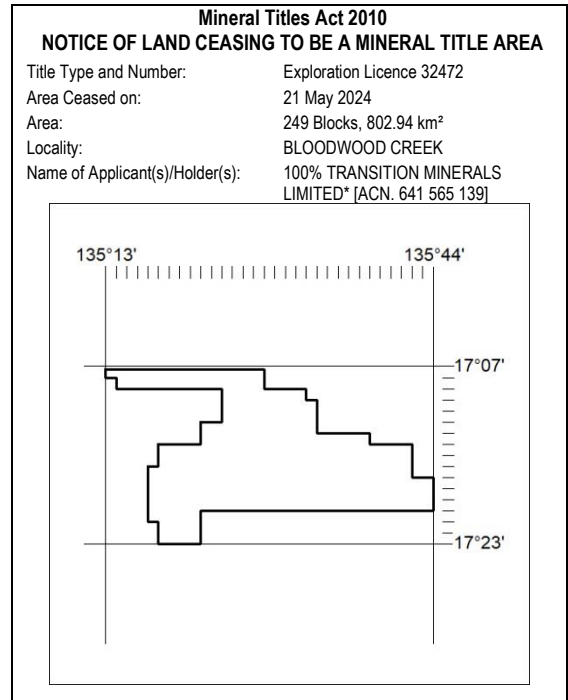 Mineral Titles Act 2010
NOTICE OF LAND CEASING TO BE A MINERAL TITLE AREA
Title Type and Number: Exploration Licence 32472
Area Ceased on: 21 May 2024
Area: 249 Blocks, 802.94 km²
Locality: BLOODWOOD CREEK
Name of Applicant(s)/Holder(s): 100% TRANSITION MINERALS
LIMITED* [ACN. 641 565 139]
135°13' 135°44'
17°07'
17°23'